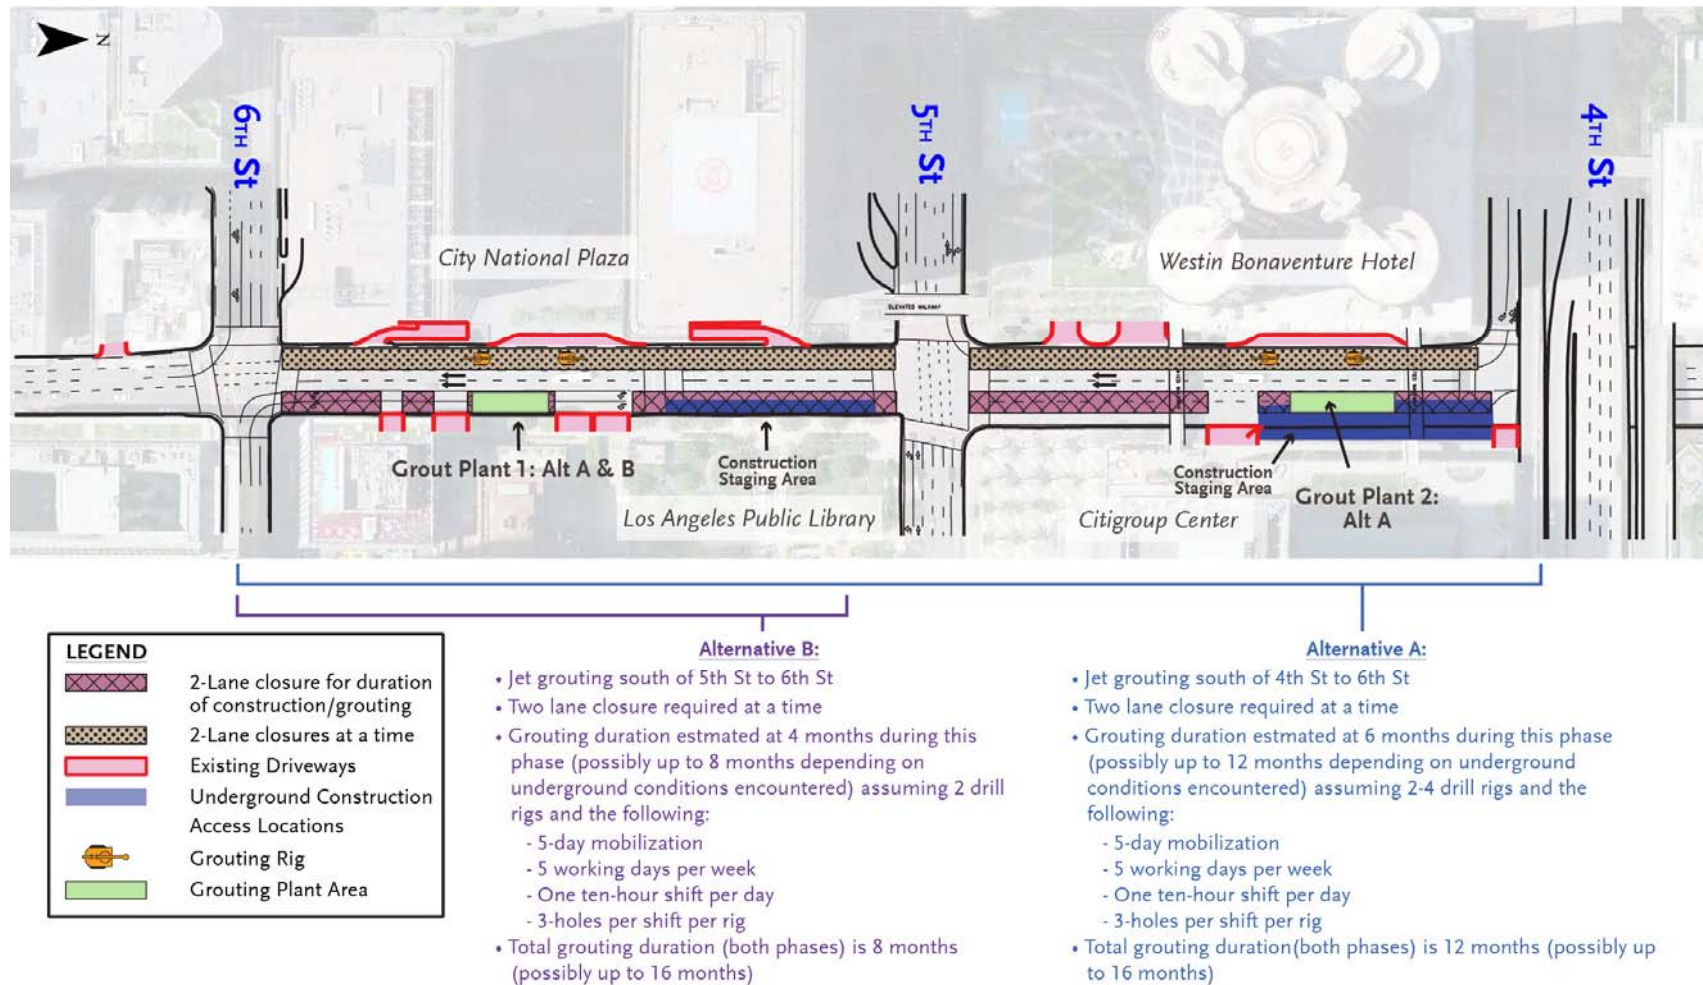 N
6TH St
5TH St
4TH St
City National Plaza
Westin Bonaventure Hotel
ELEVATED WALKWAY
Grout Plant 1: Alt A & B
Construction
Staging Area
Los Angeles Public Library
Construction
Staging Area
Citigroup Center
Grout Plant 2:
Alt A
LEGEND
2-Lane closure for duration
of construction/grouting
2-Lane closures at a time
Existing Driveways
Underground Construction
Access Locations
Grouting Rig
Grouting Plant Area
Alternative B:
• Jet grouting south of 5th St to 6th St
• Two lane closure required at a time
• Grouting duration estmated at 4 months during this
phase (possibly up to 8 months depending on
underground conditions encountered) assuming 2 drill
rigs and the following:
- 5-day mobilization
- 5 working days per week
- One ten-hour shift per day
- 3-holes per shift per rig
• Total grouting duration (both phases) is 8 months
(possibly up to 16 months)
Alternative A:
• Jet grouting south of 4th St to 6th St
• Two lane closure required at a time
• Grouting duration estmated at 6 months during this phase
(possibly up to 12 months depending on underground
conditions encountered) assuming 2-4 drill rigs and the
following:
- 5-day mobilization
- 5 working days per week
- One ten-hour shift per day
- 3-holes per shift per rig
• Total grouting duration(both phases) is 12 months (possibly up
to 16 months)